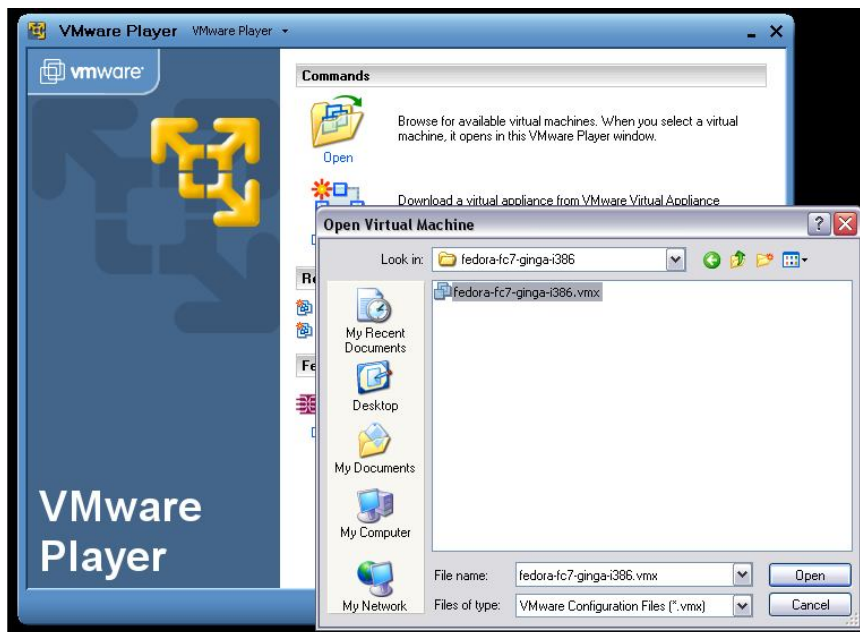 VMware Player VMware Player
vmware
Commands
Open
Browse for available virtual machines. When you select a virtual
machine, it opens in this VMware Player window.
Download a virtual appliance from VMware Virtual Appliance
Open Virtual Machine
Look in: fedora-fc7-ginga-i386
fedora-fc7-ginga-i386.vmx
My Recent
Documents
Desktop
My Documents
My Computer
My Network
File name: fedora-fc7-ginga-i386.vmx Open
Files of type: VMware Configuration Files (*.vmx) Cancel
VMware
Player